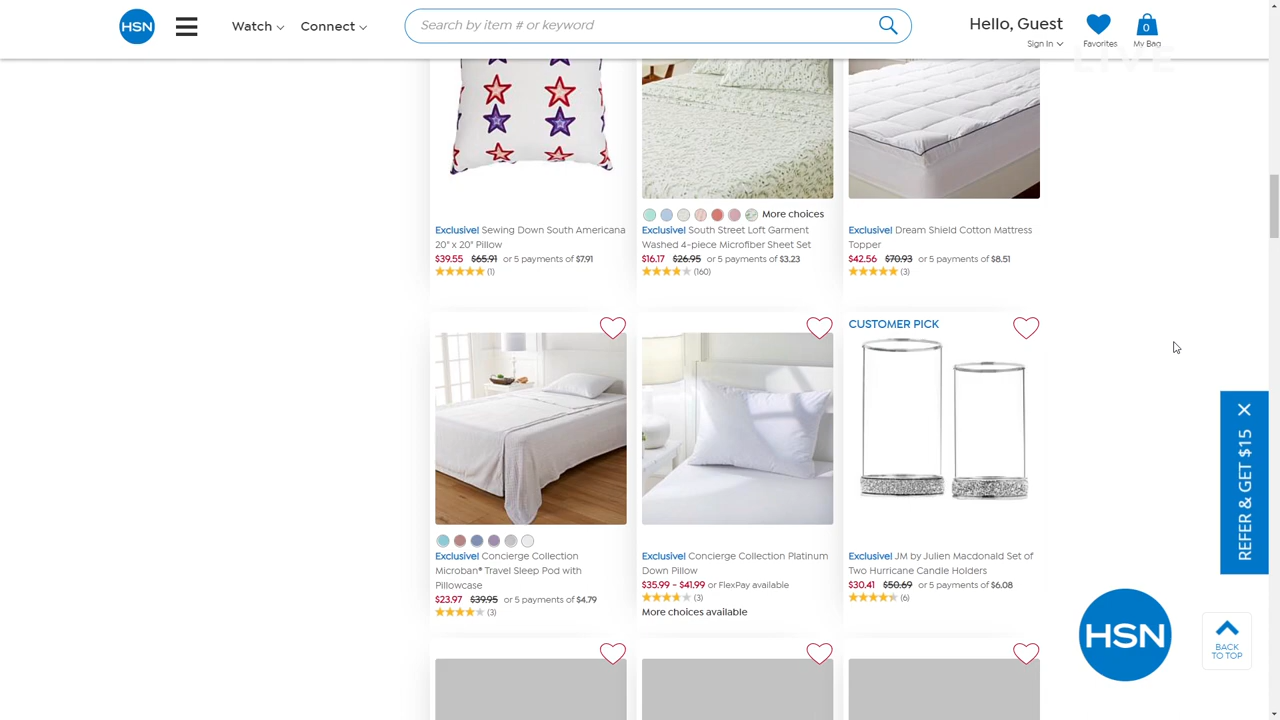 HSN
Watch
Connect
Search by item # or keyword
Hello, Guest
Sign In
Favorites
0
My Bag
LIVE
More choices
Exclusive! Sewing Down South Americana
20" x 20" Pillow
$39.55 $65.91 or 5 payments of $7.91
(1)
Exclusive! South Street Loft Garment
Washed 4-piece Microfiber Sheet Set
$16.17 $26.95 or 5 payments of $3.23
(160)
Exclusive! Dream Shield Cotton Mattress
Topper
$42.56 $70.93 or 5 payments of $8.51
(3)
CUSTOMER PICK
Exclusive! Concierge Collection
Microban® Travel Sleep Pod with
Pillowcase
$23.97 $39.95 or 5 payments of $4.79
(3)
Exclusive! Concierge Collection Platinum
Down Pillow
$35.99 - $41.99 or FlexPay available
(3)
More choices available
Exclusive! JM by Julien Macdonald Set of
Two Hurricane Candle Holders
$30.41 $50.69 or 5 payments of $6.08
(6)
REFER & GET $15
HSN
BACK
TO TOP